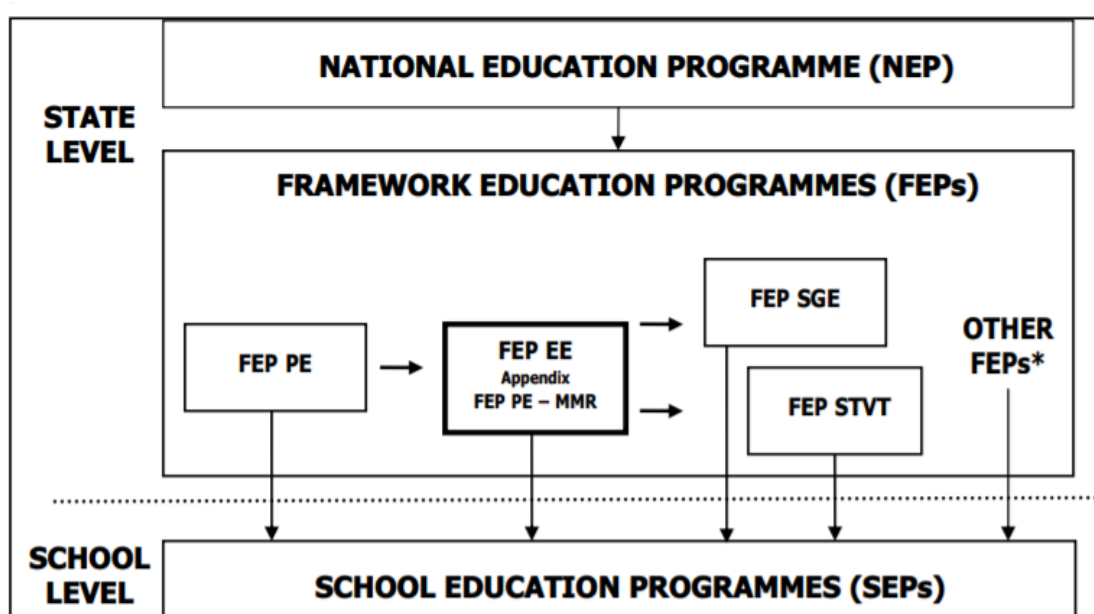 NATIONAL EDUCATION PROGRAMME (NEP)
STATE
LEVEL
FRAMEWORK EDUCATION PROGRAMMES (FEPs)
FEP SGE
FEP PE
FEP EE
Appendix
FEP PE – MMR
OTHER
FEPs*
FEP STVT
SCHOOL
LEVEL
SCHOOL EDUCATION PROGRAMMES (SEPs)